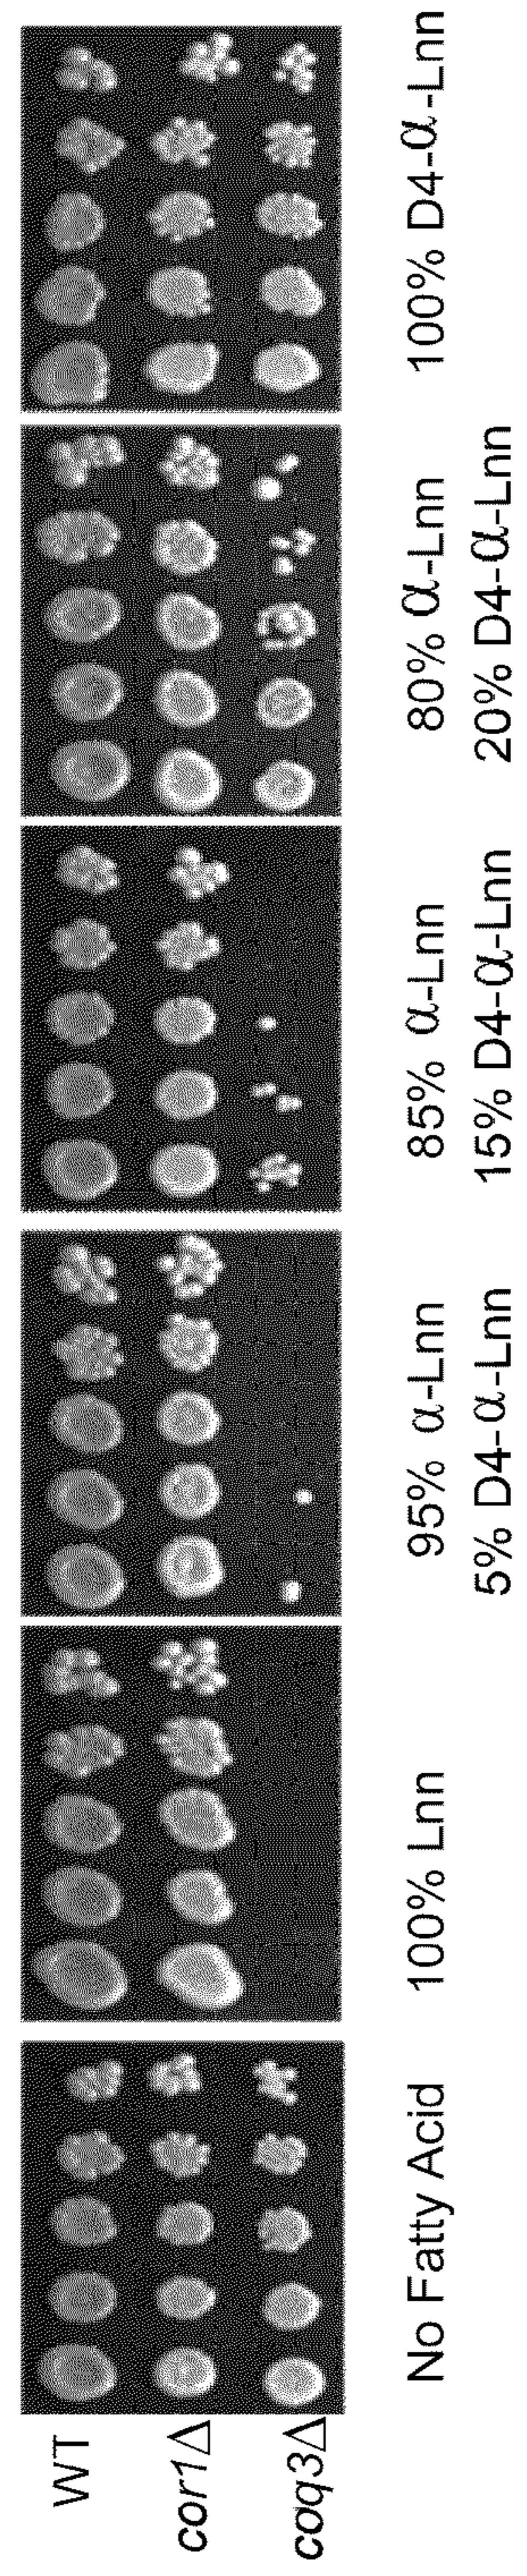 WT
cor1Δ
coq3Δ
No Fatty Acid
100% Lnn
95% α-Lnn
5% D4-α-Lnn
85% α-Lnn
15% D4-α-Lnn
80% α-Lnn
20% D4-α-Lnn
100% D4-α-Lnn